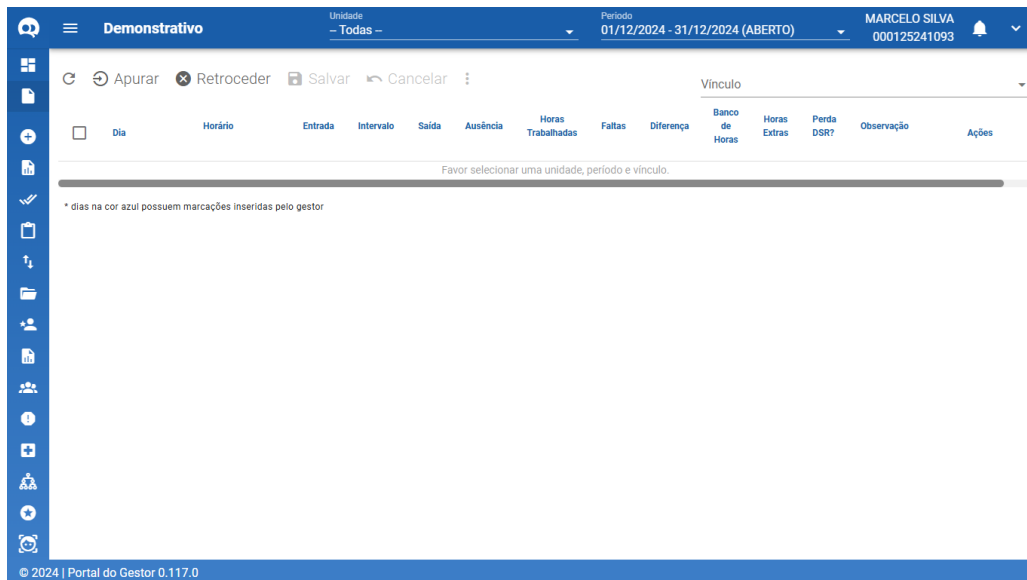 Demonstrativo
Unidade
-- Todas --
Período
01/12/2024 - 31/12/2024 (ABERTO)
MARCELO SILVA
000125241093
Apurar
Retroceder
Salvar
Cancelar
Vínculo
Dia
Horário
Entrada
Intervalo
Saída
Ausência
Horas
Trabalhadas
Faltas
Diferença
Banco
de
Horas
Horas
Extras
Perda
DSR?
Observação
Ações
Favor selecionar uma unidade, período e vínculo.
* dias na cor azul possuem marcações inseridas pelo gestor
© 2024 | Portal do Gestor 0.117.0